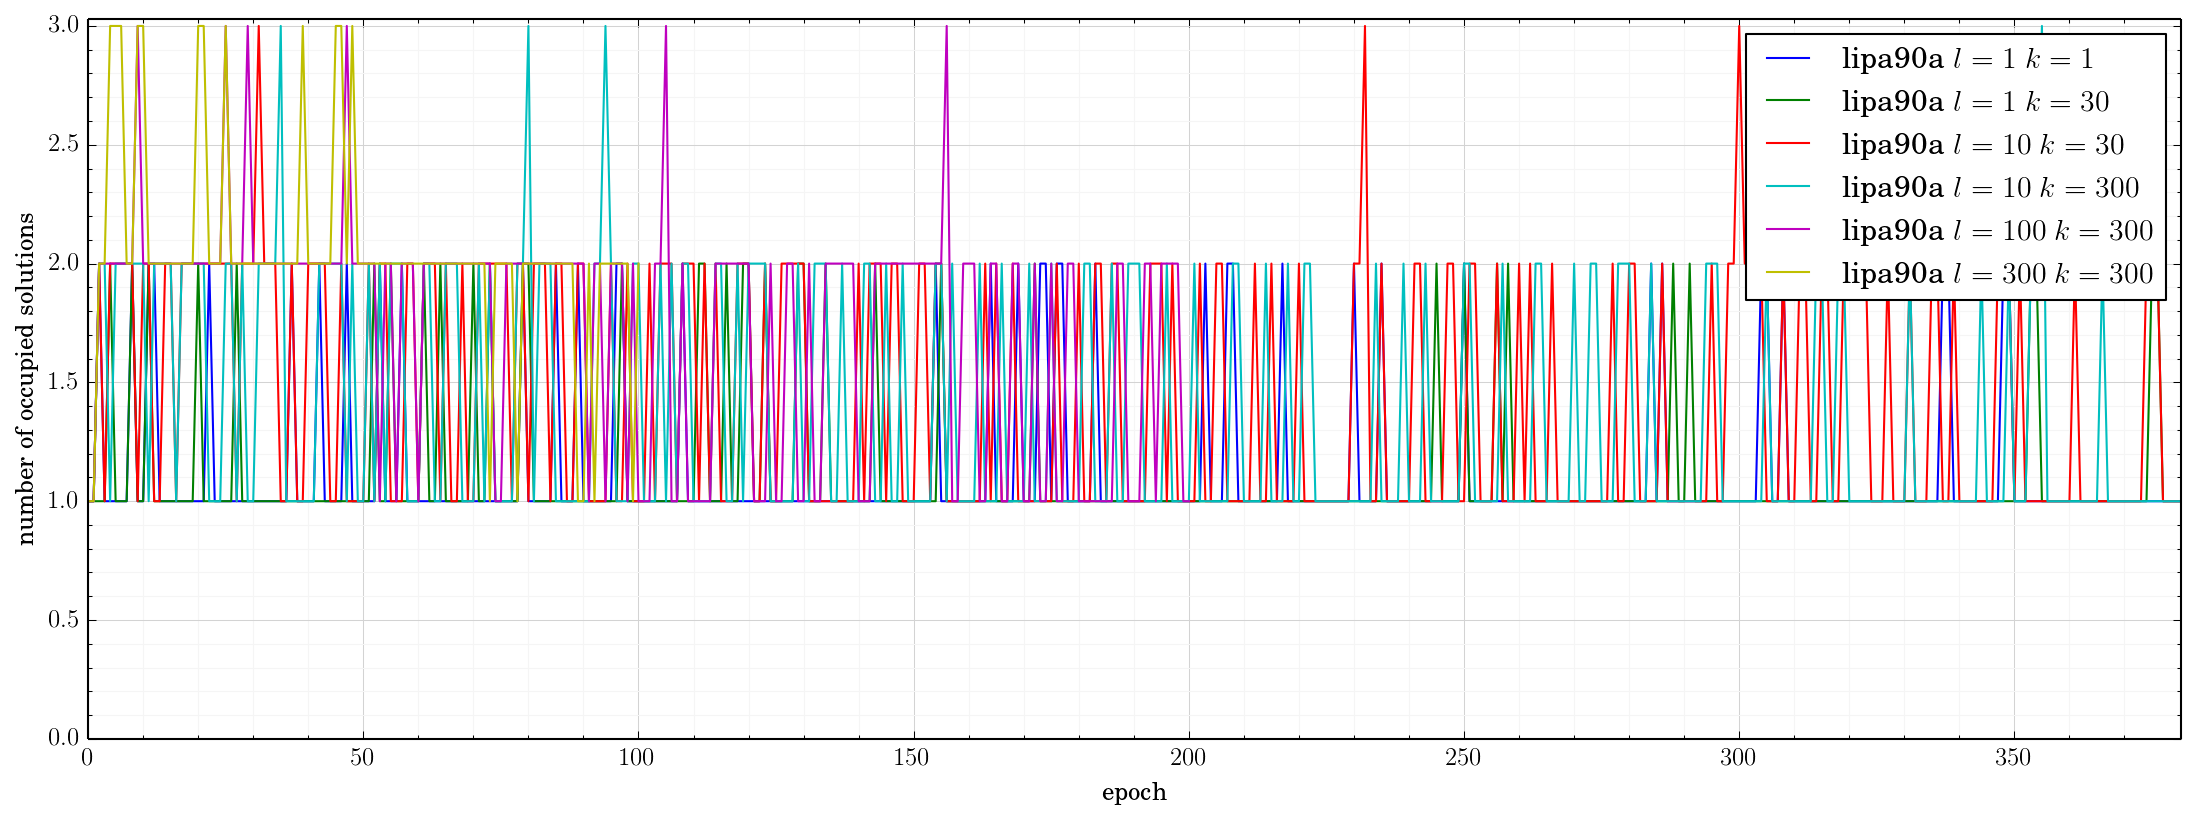 number of occupied solutions
3.0
2.5
2.0
1.5
1.0
0.5
0.0
lipa90a l = 1 k = 1
lipa90a l = 1 k = 30
lipa90a l = 10 k = 30
lipa90a l = 10 k = 300
lipa90a l = 100 k = 300
lipa90a l = 300 k = 300
0 50 100 150 200 250 300 350
epoch